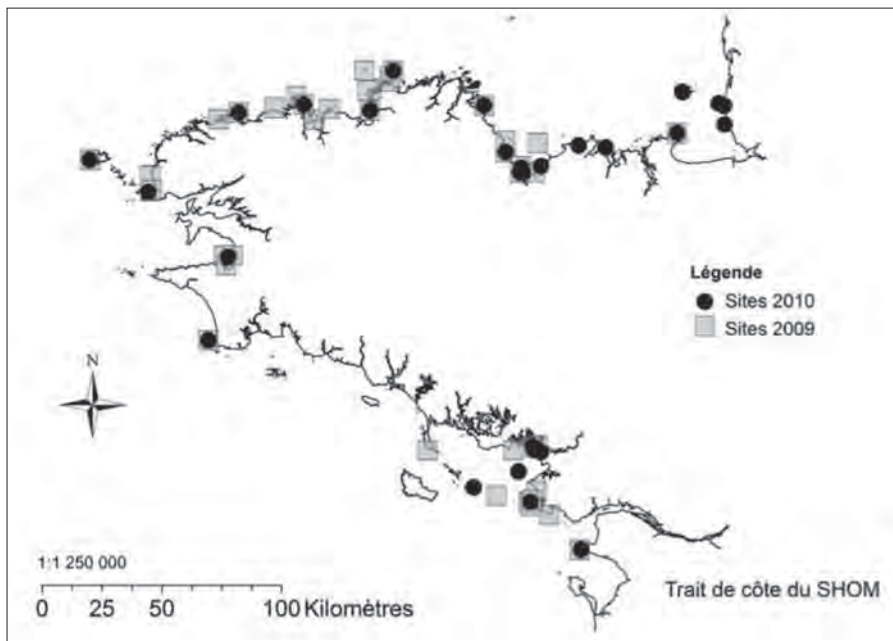 Légende
Sites 2010
Sites 2009
N
1:1 250 000
0 25 50 100 Kilomètres
Trait de côte du SHOM